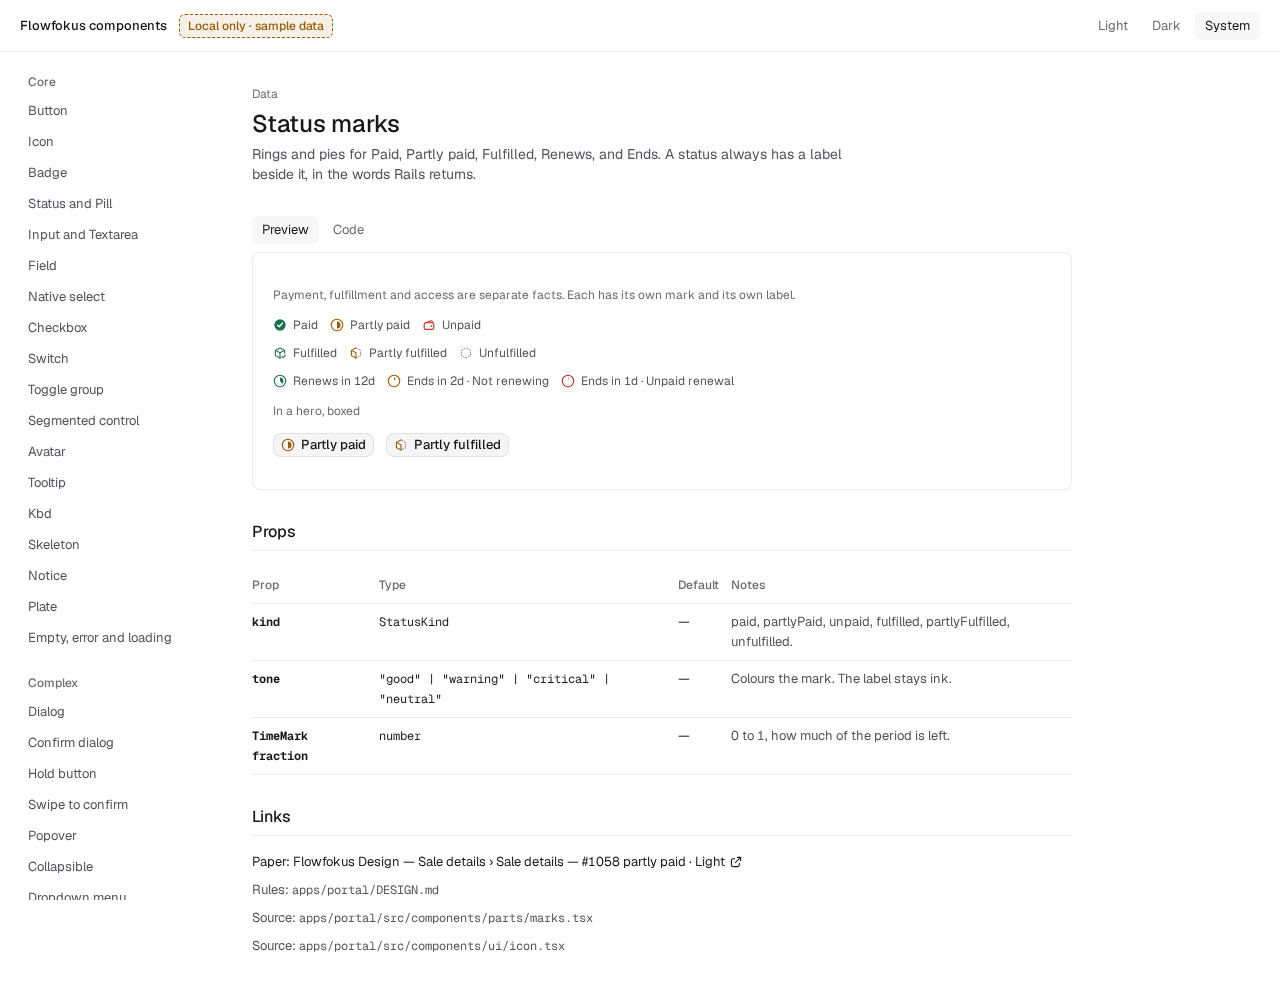 Flowfokus components
Local only · sample data
Light
Dark
System
Core
Button
Icon
Badge
Status and Pill
Input and Textarea
Field
Native select
Checkbox
Switch
Toggle group
Segmented control
Avatar
Tooltip
Kbd
Skeleton
Notice
Plate
Empty, error and loading
Complex
Dialog
Confirm dialog
Hold button
Swipe to confirm
Popover
Collapsible
Dropdown menu
Data
Status marks
Rings and pies for Paid, Partly paid, Fulfilled, Renews, and Ends. A status always has a label
beside it, in the words Rails returns.
Preview
Code
Payment, fulfillment and access are separate facts. Each has its own mark and its own label.
Paid Partly paid Unpaid
Fulfilled Partly fulfilled Unfulfilled
Renews in 12d Ends in 2d · Not renewing Ends in 1d · Unpaid renewal
In a hero, boxed
Partly paid Partly fulfilled
Props
Prop Type Default Notes
kind StatusKind — paid, partlyPaid, unpaid, fulfilled, partlyFulfilled,
unfulfilled.
tone "good" | "warning" | "critical" | — Colours the mark. The label stays ink.
"neutral"
TimeMark number — 0 to 1, how much of the period is left.
fraction
Links
Paper: Flowfokus Design — Sale details › Sale details — #1058 partly paid · Light
Rules: apps/portal/DESIGN.md
Source: apps/portal/src/components/parts/marks.tsx
Source: apps/portal/src/components/ui/icon.tsx